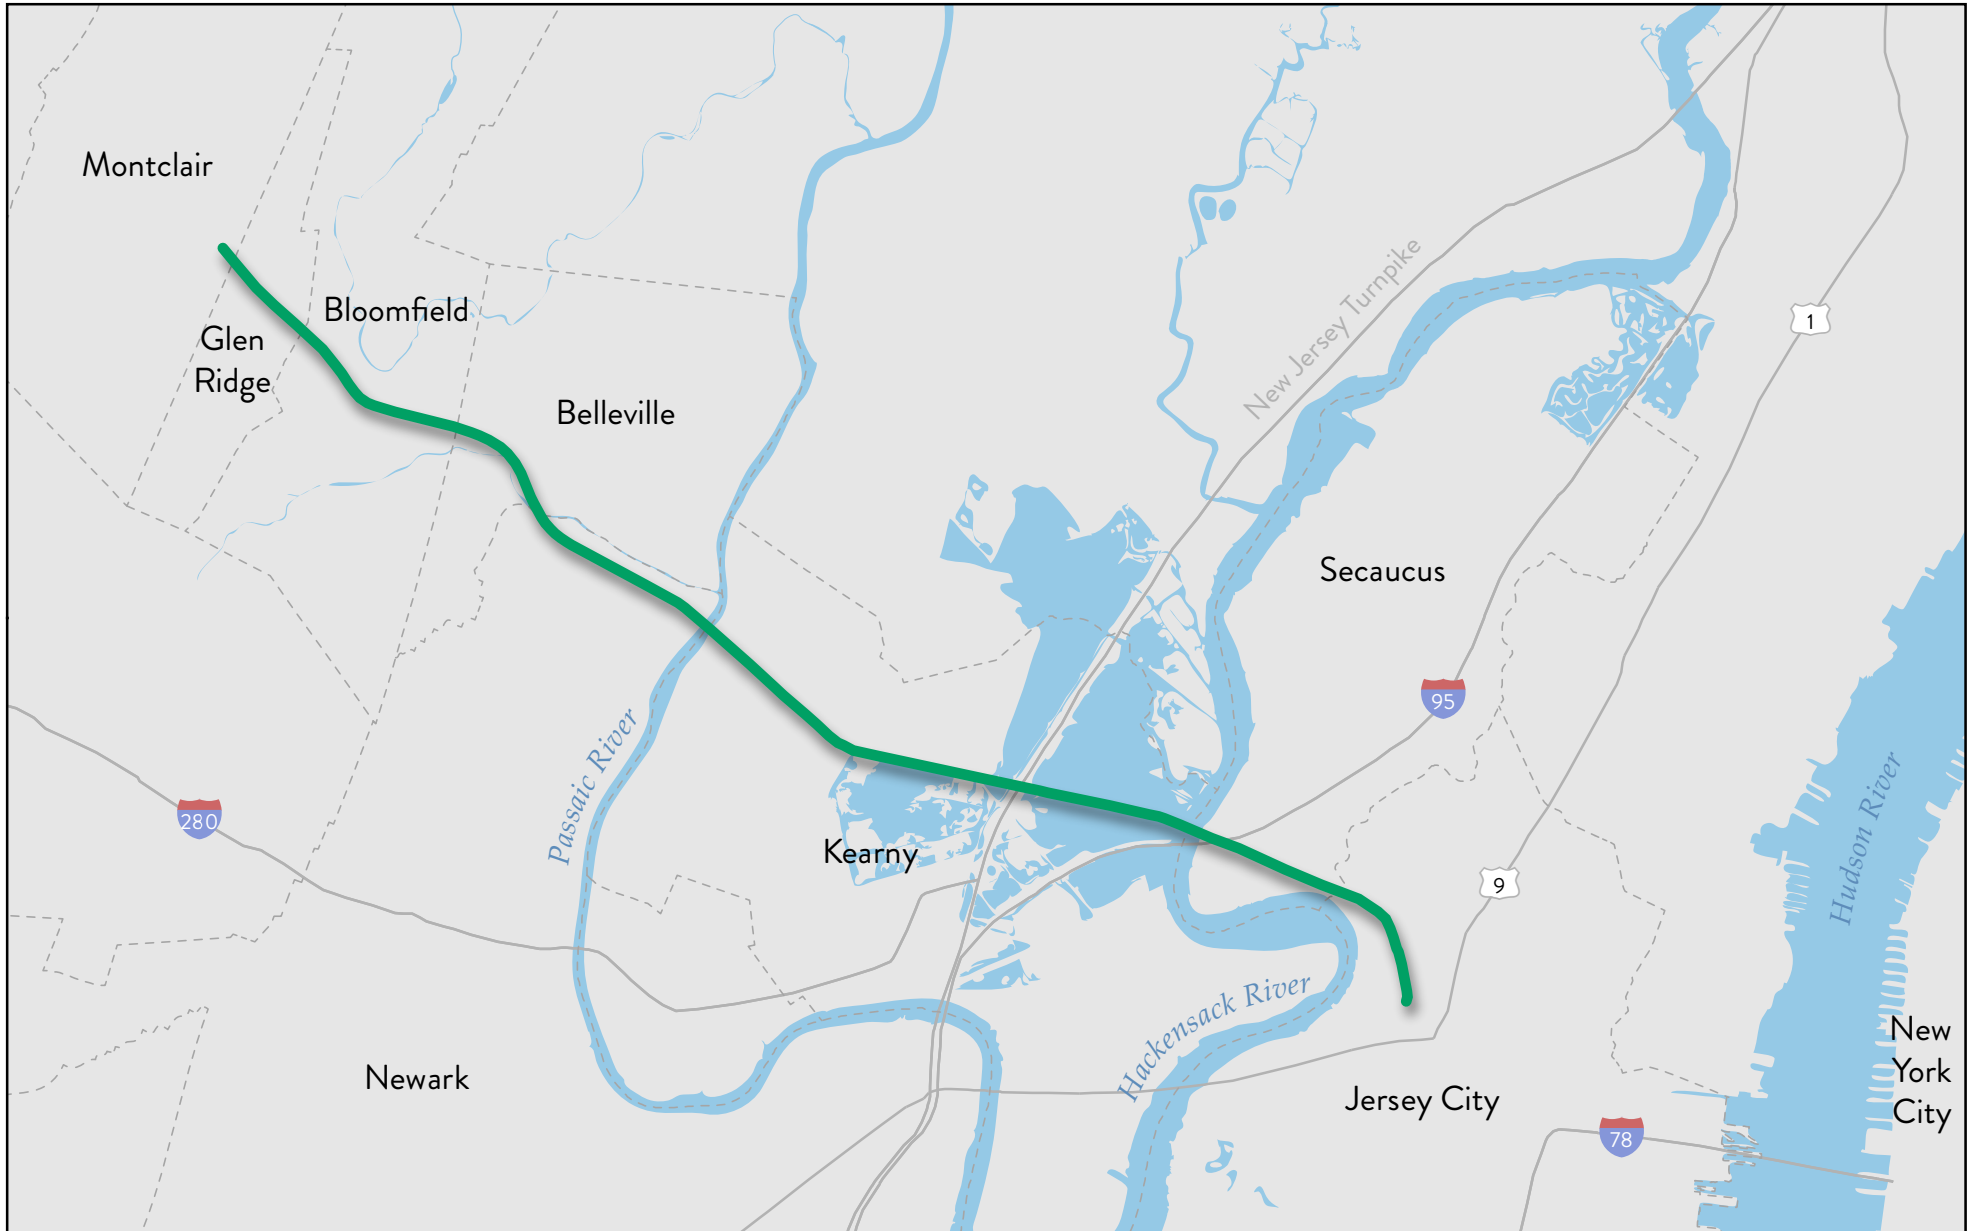 Montclair
Bloomfield
Glen
Ridge
Belleville
New Jersey Turnpike
1
Secaucus
95
Passaic River
280
Kearny
9
Hudson River
Hackensack River
Newark
Jersey City
New
York
City
78